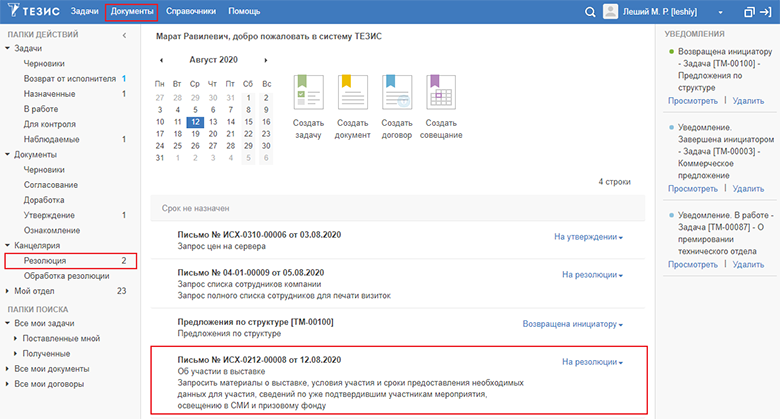 ТЕЗИС Задачи Документы Справочники Помощь Леший М. Р. [leshiy]
ПАПКИ ДЕЙСТВИЙ
Задачи
Черновики
Возврат от исполнителя 1
Назначенные 1
В работе
Для контроля
Наблюдаемые 1
Документы
Черновики
Согласование
Доработка
Утверждение 1
Ознакомление
Канцелярия
Резолюция 2
Обработка резолюции
Мой отдел 23
ПАПКИ ПОИСКА
Все мои задачи
Поставленные мной
Полученные
Все мои документы
Все мои договоры
Марат Равилевич, добро пожаловать в систему ТЕЗИС
Август 2020
Пн Вт Ср Чт Пт Сб Вс
27 28 29 30 31 1 2
3 4 5 6 7 8 9
10 11 12 13 14 15 16
17 18 19 20 21 22 23
24 25 26 27 28 29 30
31 1 2 3 4 5 6
Создать задачу
Создать документ
Создать договор
Создать совещание
4 строки
Срок не назначен
Письмо № ИСХ-0310-00006 от 03.08.2020
Запрос цен на сервера
На утверждении
Письмо № 04-01-00009 от 05.08.2020
Запрос списка сотрудников компании
Запрос полного списка сотрудников для печати визиток
На резолюции
Предложения по структуре [ТМ-00100]
Предложения по структуре
Возвращена инициатору
Письмо № ИСХ-0212-00008 от 12.08.2020
Об участии в выставке
Запросить материалы о выставке, условия участия и сроки предоставления необходимых
данных для участия, сведений по уже подтвердившим участникам мероприятия,
освещению в СМИ и призовому фонду
На резолюции
УВЕДОМЛЕНИЯ
Возвращена инициатору
- Задача [ТМ-00100] -
Предложения по
структуре
Просмотреть | Удалить
Уведомление.
Завершена инициатором
- Задача [ТМ-00003] -
Коммерческое
предложение
Просмотреть | Удалить
Уведомление. В работе -
Задача [ТМ-00087] - О
премировании
технического отдела
Просмотреть | Удалить